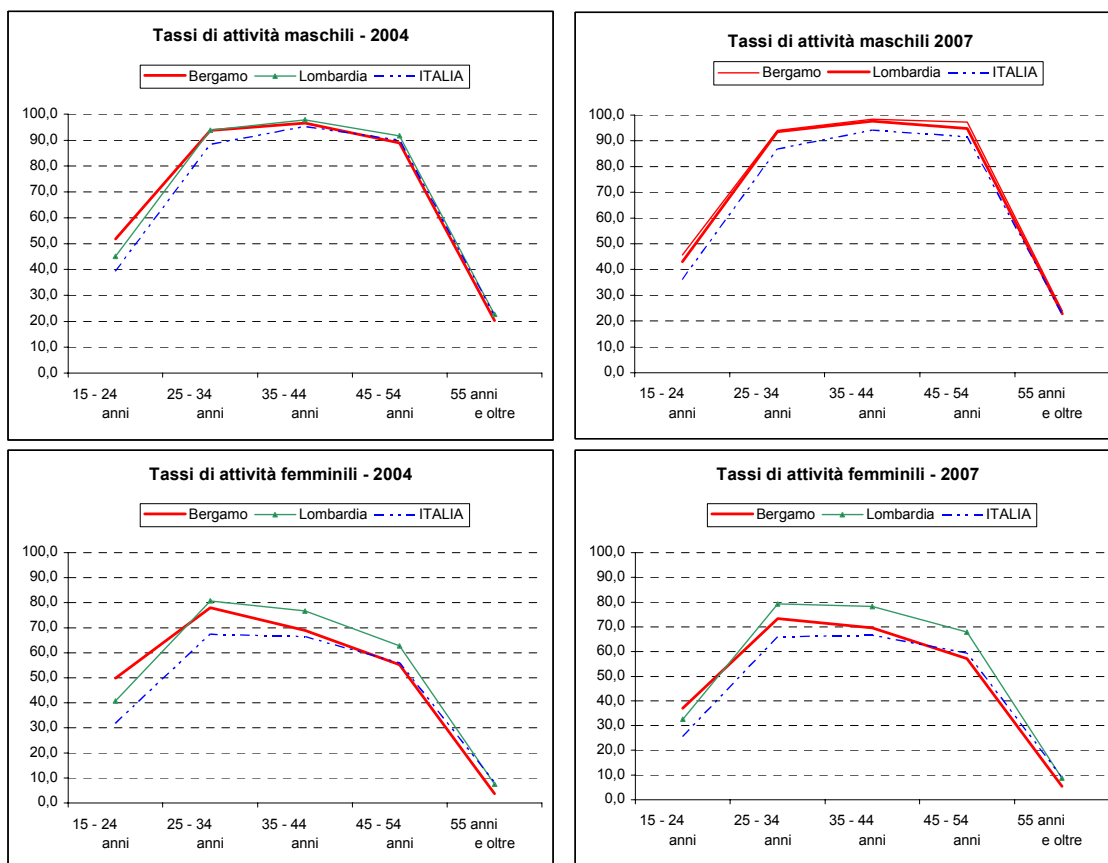 Tassi di attività maschili - 2004
Bergamo Lombardia ITALIA
100,0
90,0
80,0
70,0
60,0
50,0
40,0
30,0
20,0
10,0
0,0
15 - 24 anni
25 - 34 anni
35 - 44 anni
45 - 54 anni
55 anni e oltre
Tassi di attività maschili 2007
Bergamo Lombardia ITALIA
100,0
90,0
80,0
70,0
60,0
50,0
40,0
30,0
20,0
10,0
0,0
15 - 24 anni
25 - 34 anni
35 - 44 anni
45 - 54 anni
55 anni e oltre
Tassi di attività femminili - 2004
Bergamo Lombardia ITALIA
100,0
90,0
80,0
70,0
60,0
50,0
40,0
30,0
20,0
10,0
0,0
15 - 24 anni
25 - 34 anni
35 - 44 anni
45 - 54 anni
55 anni e oltre
Tassi di attività femminili - 2007
Bergamo Lombardia ITALIA
100,0
90,0
80,0
70,0
60,0
50,0
40,0
30,0
20,0
10,0
0,0
15 - 24 anni
25 - 34 anni
35 - 44 anni
45 - 54 anni
55 anni e oltre